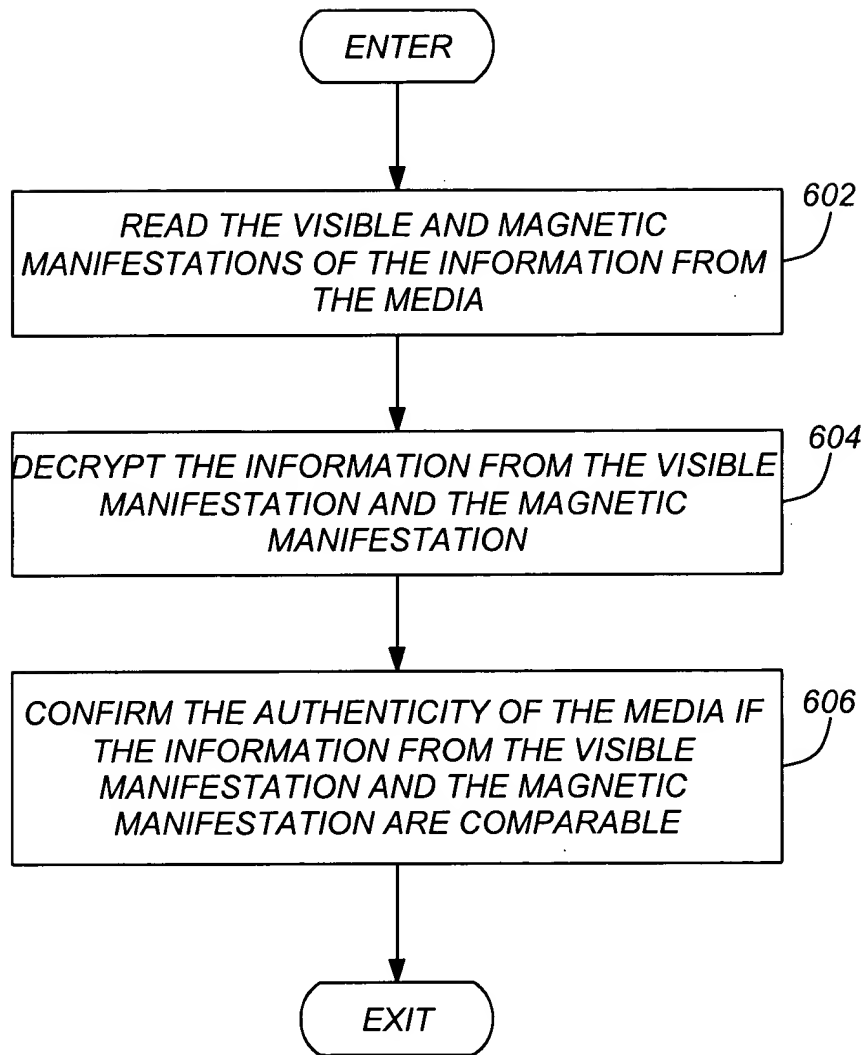 ENTER
READ THE VISIBLE AND MAGNETIC
MANIFESTATIONS OF THE INFORMATION FROM
THE MEDIA
602
DECRYPT THE INFORMATION FROM THE VISIBLE
MANIFESTATION AND THE MAGNETIC
MANIFESTATION
604
CONFIRM THE AUTHENTICITY OF THE MEDIA IF
THE INFORMATION FROM THE VISIBLE
MANIFESTATION AND THE MAGNETIC
MANIFESTATION ARE COMPARABLE
606
EXIT